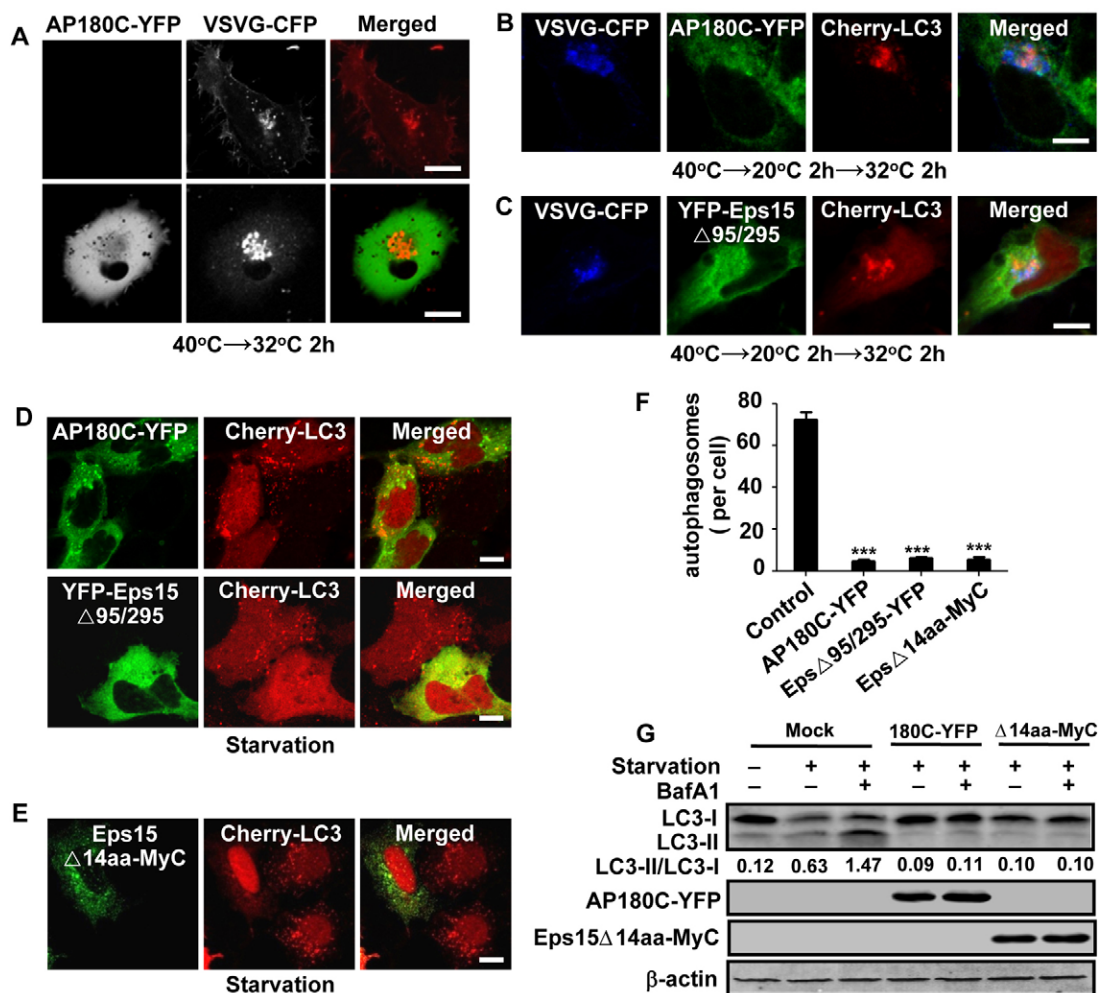 A
AP180C-YFP VSVG-CFP Merged
40°C→32°C 2h
B
VSVG-CFP AP180C-YFP Cherry-LC3 Merged
40°C→20°C 2h→32°C 2h
C
VSVG-CFP YFP-Eps15 Cherry-LC3 Merged
△95/295
40°C→20°C 2h→32°C 2h
D
AP180C-YFP Cherry-LC3 Merged
YFP-Eps15 Cherry-LC3 Merged
△95/295
Starvation
E
Eps15 Cherry-LC3 Merged
△14aa-MyC
Starvation
F
autophagosomes
( per cell)
80
60
40
20
0
*** *** ***
Control
AP180C-YFP
Eps△95/295-YFP
Eps△14aa-MyC
G
Mock 180C-YFP Δ14aa-MyC
Starvation – + + + + + +
BafA1 – – + – + – +
LC3-I
LC3-II
LC3-II/LC3-I 0.12 0.63 1.47 0.09 0.11 0.10 0.10
AP180C-YFP
Eps15Δ14aa-MyC
β-actin